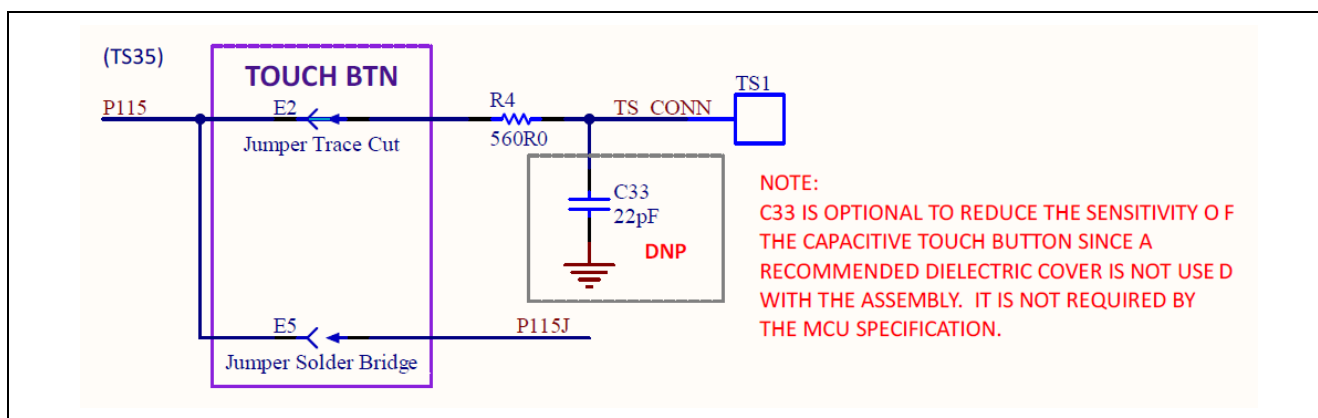 (TS35)
TOUCH BTN
TS1
P115
E2
R4
TS CONN
Jumper Trace Cut
560R0
C33
22pF
DNP
NOTE:
C33 IS OPTIONAL TO REDUCE THE SENSITIVITY O F
THE CAPACITIVE TOUCH BUTTON SINCE A
RECOMMENDED DIELECTRIC COVER IS NOT USE D
WITH THE ASSEMBLY. IT IS NOT REQUIRED BY
THE MCU SPECIFICATION.
E5
P115J
Jumper Solder Bridge